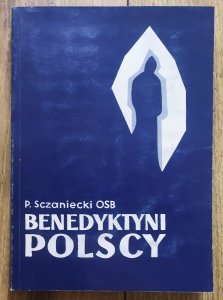 P. Sczaniecki OSB
BENEDYKTYNI
POLSCY